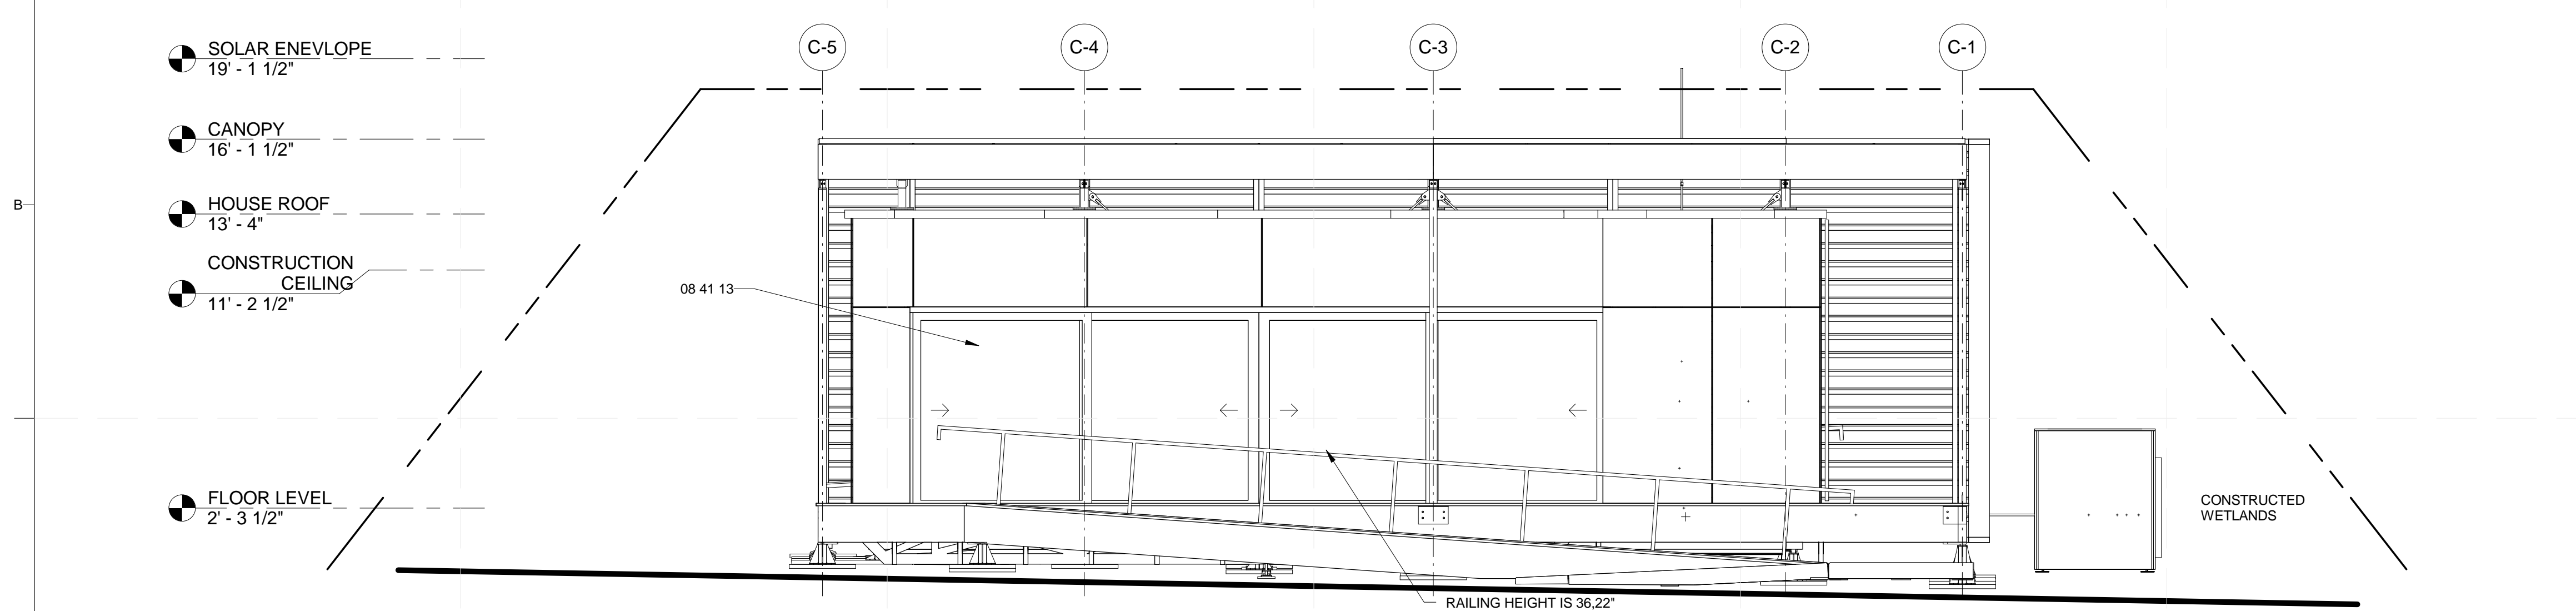 C-5
C-4
C-3
C-2
C-1
SOLAR ENEVLOPE
19' - 1 1/2"
CANOPY
16' - 1 1/2"
B
HOUSE ROOF
13' - 4"
CONSTRUCTION
CEILING
11' - 2 1/2"
08 41 13
FLOOR LEVEL
2' - 3 1/2"
CONSTRUCTED
WETLANDS
RAILING HEIGHT IS 36,22"